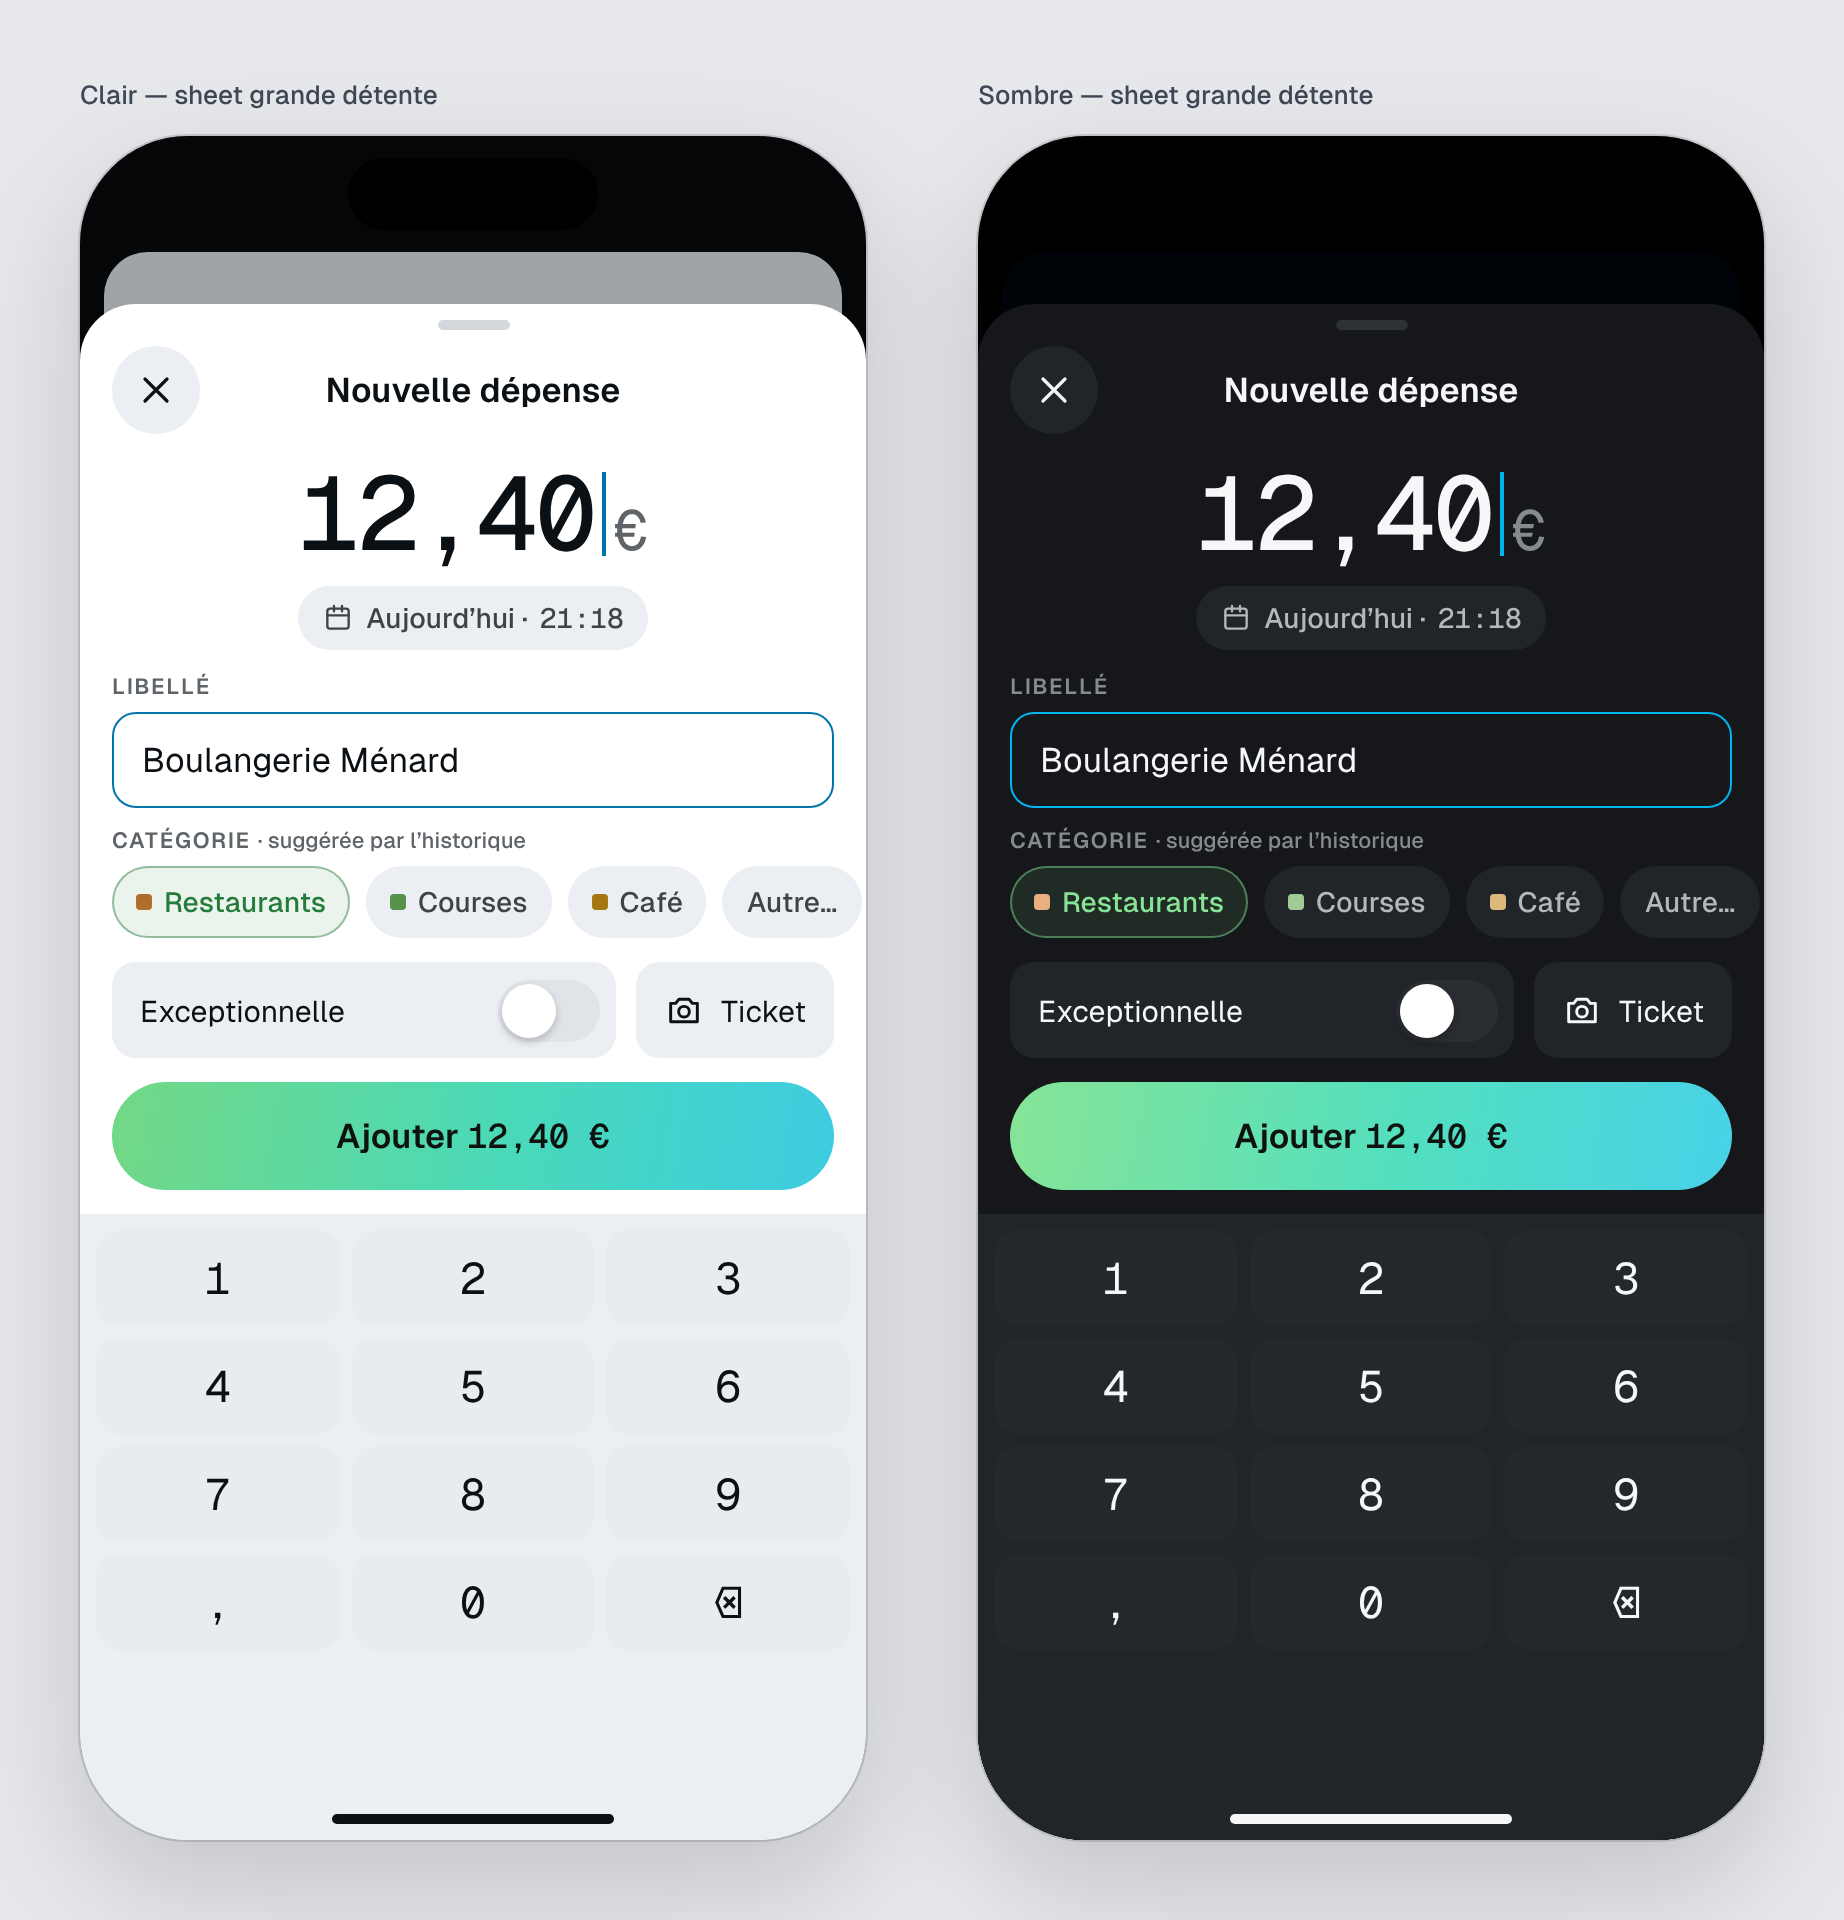 Clair — sheet grande détente
Nouvelle dépense
12,40 €
Aujourd’hui · 21:18
LIBELLÉ
Boulangerie Ménard
CATÉGORIE · suggérée par l’historique
Restaurants Courses Café Autre…
Exceptionnelle Ticket
Ajouter 12,40 €
1 2 3
4 5 6
7 8 9
, 0
Sombre — sheet grande détente
Nouvelle dépense
12,40 €
Aujourd’hui · 21:18
LIBELLÉ
Boulangerie Ménard
CATÉGORIE · suggérée par l’historique
Restaurants Courses Café Autre…
Exceptionnelle Ticket
Ajouter 12,40 €
1 2 3
4 5 6
7 8 9
, 0